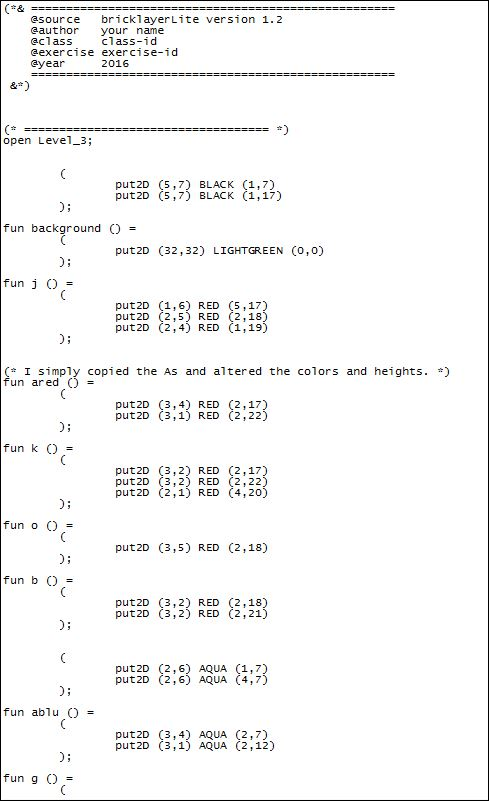 (*& ====================================================
@source bricklayerLite version 1.2
@author your name
@class class-id
@exercise exercise-id
@year 2016
====================================================
&*)
(* =================================== *)
open Level_3;
(
put2D (5,7) BLACK (1,7)
put2D (5,7) BLACK (1,17)
);
fun background () =
(
put2D (32,32) LIGHTGREEN (0,0)
);
fun j () =
(
put2D (1,6) RED (5,17)
put2D (2,5) RED (2,18)
put2D (2,4) RED (1,19)
);
(* I simply copied the As and altered the colors and heights. *)
fun ared () =
(
put2D (3,4) RED (2,17)
put2D (3,1) RED (2,22)
);
fun k () =
(
put2D (3,2) RED (2,17)
put2D (3,2) RED (2,22)
put2D (2,1) RED (4,20)
);
fun o () =
(
put2D (3,5) RED (2,18)
);
fun b () =
(
put2D (3,2) RED (2,18)
put2D (3,2) RED (2,21)
);
(
put2D (2,6) AQUA (1,7)
put2D (2,6) AQUA (4,7)
);
fun ablu () =
(
put2D (3,4) AQUA (2,7)
put2D (3,1) AQUA (2,12)
);
fun g () =
(